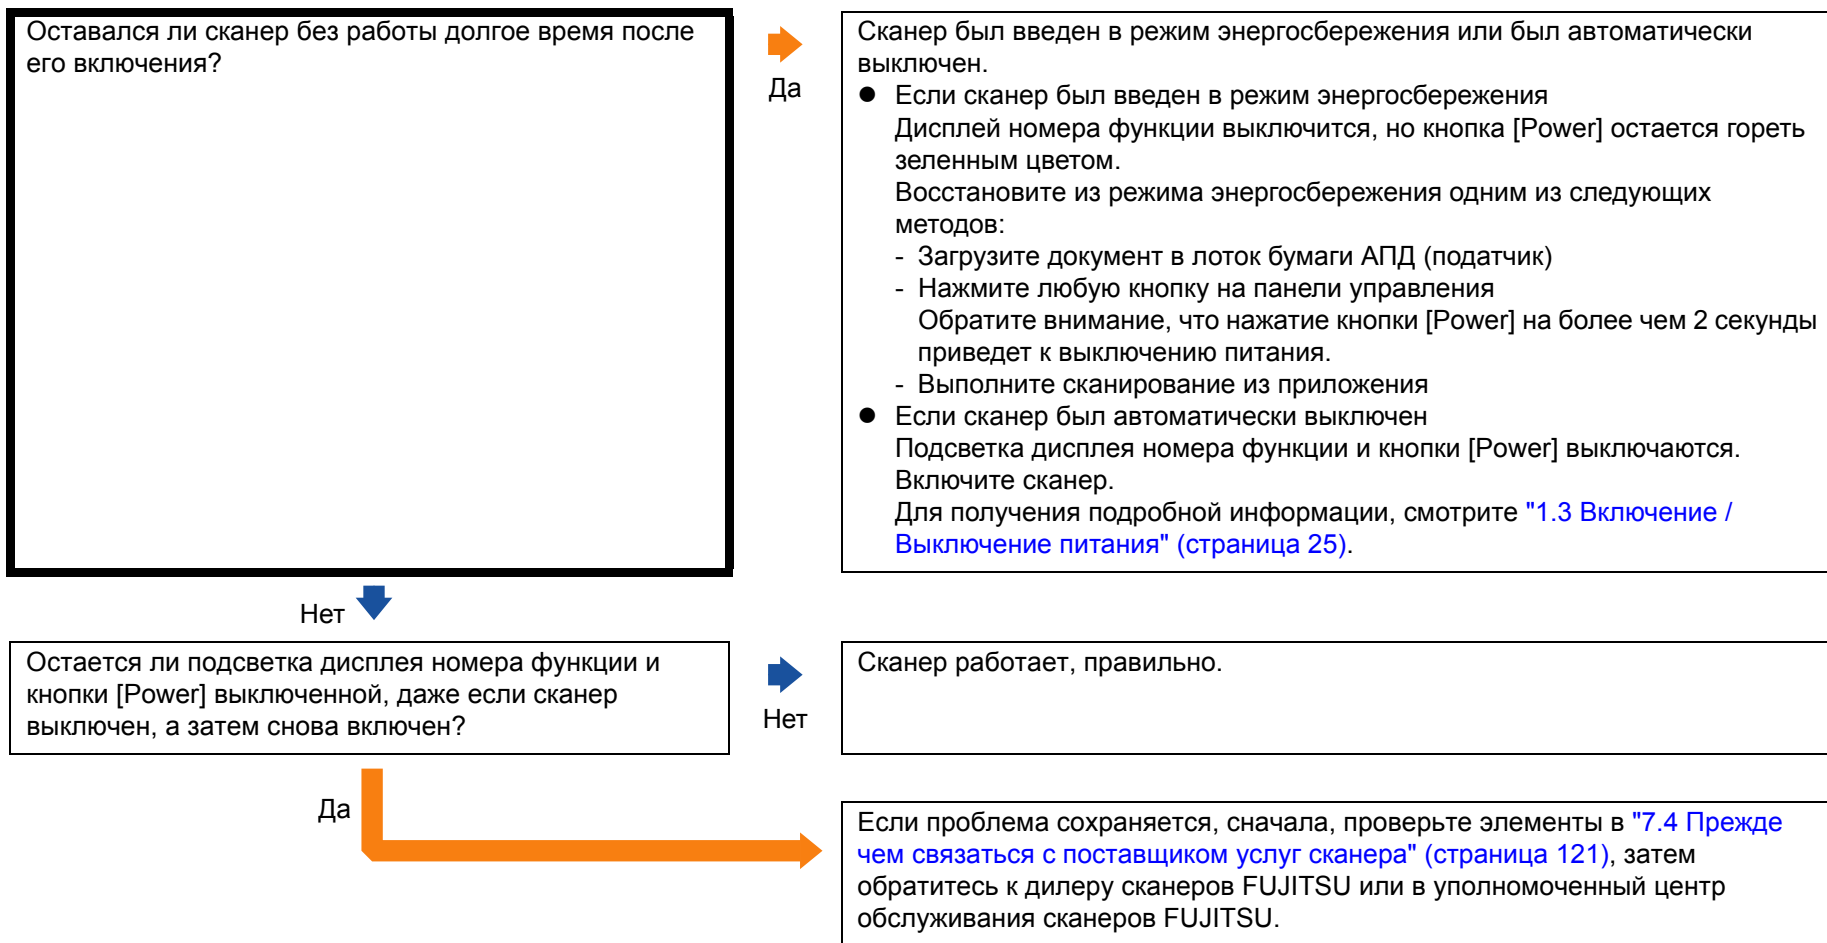 Оставался ли сканер без работы долгое время после
его включения?
Да
Сканер был введен в режим энергосбережения или был автоматически
выключен.
● Если сканер был введен в режим энергосбережения
Дисплей номера функции выключится, но кнопка [Power] остается гореть
зеленным цветом.
Восстановите из режима энергосбережения одним из следующих
методов:
- Загрузите документ в лоток бумаги АПД (податчик)
- Нажмите любую кнопку на панели управления
Обратите внимание, что нажатие кнопки [Power] на более чем 2 секунды
приведет к выключению питания.
- Выполните сканирование из приложения
● Если сканер был автоматически выключен
Подсветка дисплея номера функции и кнопки [Power] выключаются.
Включите сканер.
Для получения подробной информации, смотрите "1.3 Включение /
Выключение питания" (страница 25).
Нет
Остается ли подсветка дисплея номера функции и
кнопки [Power] выключенной, даже если сканер
выключен, а затем снова включен?
Нет
Сканер работает, правильно.
Да
Если проблема сохраняется, сначала, проверьте элементы в "7.4 Прежде
чем связаться с поставщиком услуг сканера" (страница 121), затем
обратитесь к дилеру сканеров FUJITSU или в уполномоченный центр
обслуживания сканеров FUJITSU.